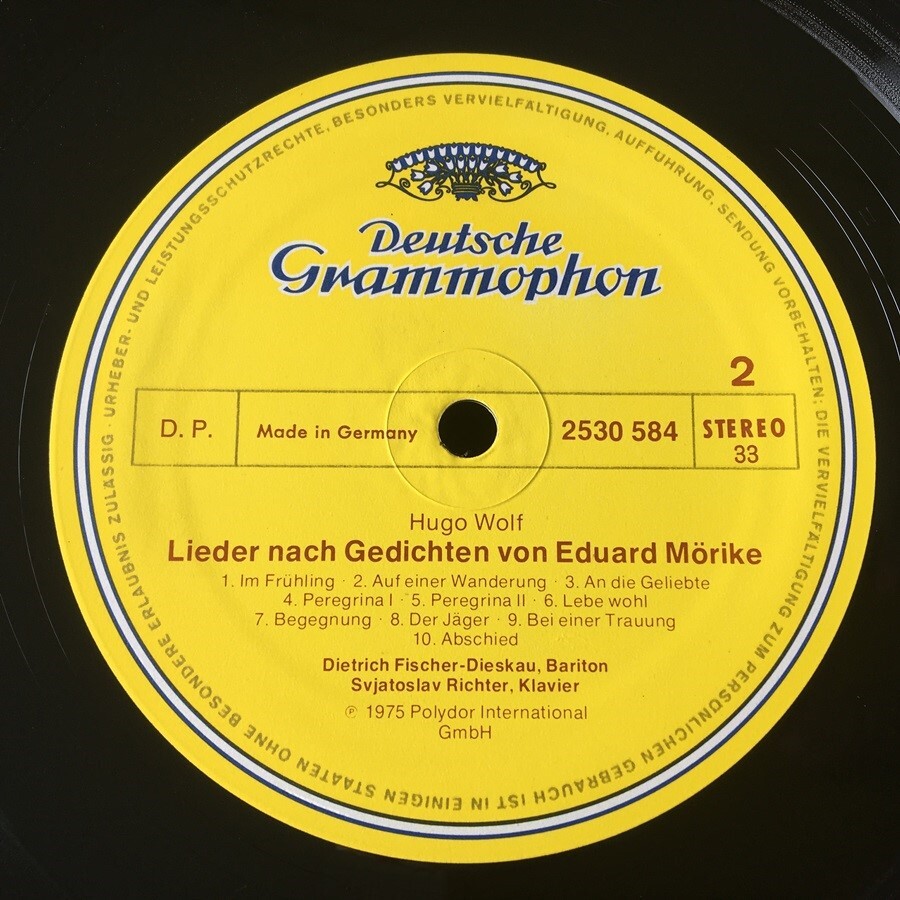 Deutsche
Grammophon
2
D. P.
Made in Germany
2530 584
STEREO
33
Hugo Wolf
Lieder nach Gedichten von Eduard Mörike
1. Im Frühling · 2. Auf einer Wanderung · 3. An die Geliebte
4. Peregrina I · 5. Peregrina II · 6. Lebe wohl
7. Begegnung · 8. Der Jäger · 9. Bei einer Trauung
10. Abschied
Dietrich Fischer-Dieskau, Bariton
Svjatoslav Richter, Klavier
℗ 1975 Polydor International
GmbH
URHEBER- UND LEISTUNGSSCHUTZRECHTE, BESONDERS VERVIELFÄLTIGUNG, AUFFÜHRUNG, SENDUNG VORBEHALTEN; DIE VERVIELFÄLTIGUNG ZUM PERSÖNLICHEN GEBRAUCH IST IN EINIGEN STAATEN OHNE BESONDERE ERLAUBNIS ZULÄSSIG ·